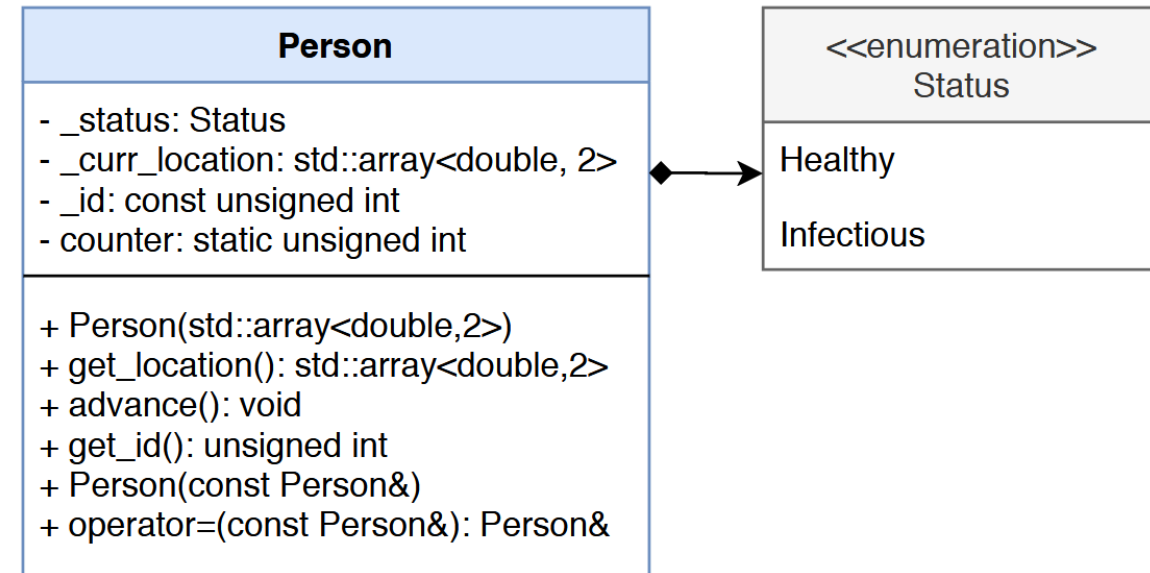 Person
- _status: Status
- _curr_location: std::array<double, 2>
- _id: const unsigned int
- counter: static unsigned int
+ Person(std::array<double,2>)
+ get_location(): std::array<double,2>
+ advance(): void
+ get_id(): unsigned int
+ Person(const Person&)
+ operator=(const Person&): Person&
<<enumeration>>
Status
Healthy
Infectious